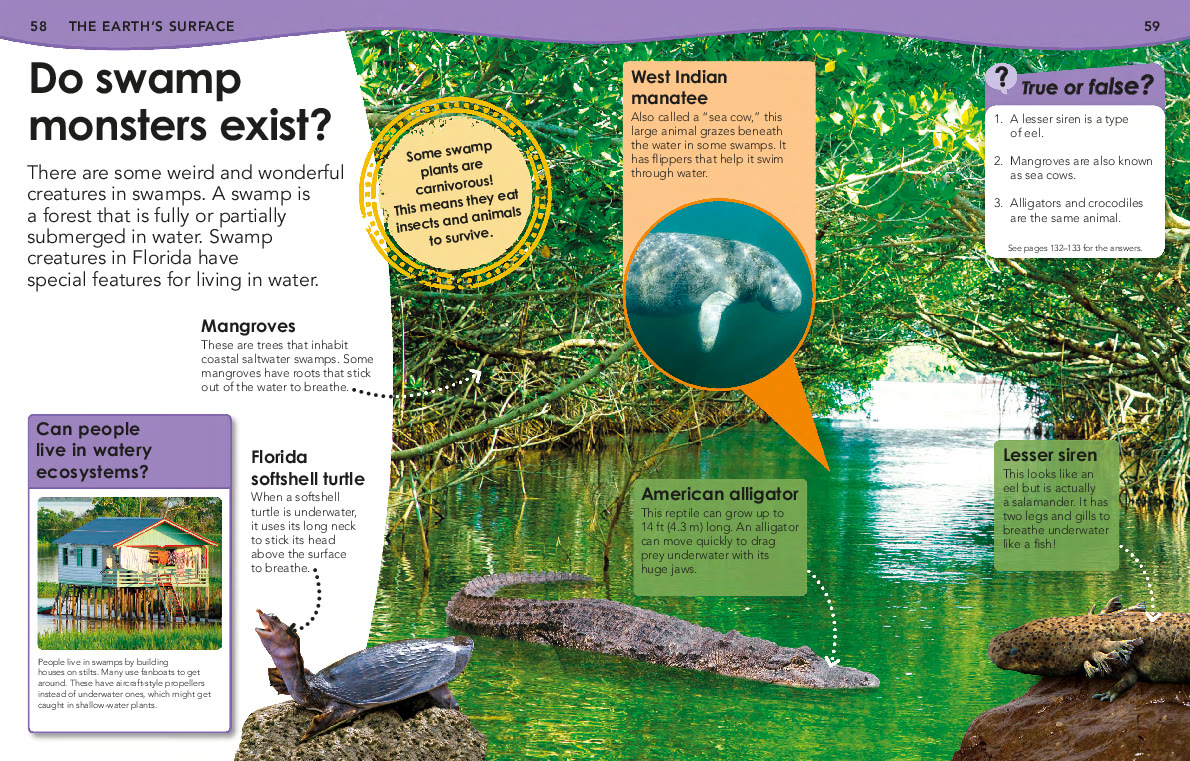 58 THE EARTH'S SURFACE
59
Do swamp
monsters exist?
There are some weird and wonderful
creatures in swamps. A swamp is
a forest that is fully or partially
submerged in water. Swamp
creatures in Florida have
special features for living in water.
Some swamp
plants are
carnivorous!
This means they eat
insects and animals
to survive.
West Indian
manatee
Also called a “sea cow,” this
large animal grazes beneath
the water in some swamps. It
has flippers that help it swim
through water.
? True or false?
1. A lesser siren is a type
of eel.
2. Mangroves are also known
as sea cows.
3. Alligators and crocodiles
are the same animal.
See pages 132–133 for the answers.
Mangroves
These are trees that inhabit
coastal saltwater swamps. Some
mangroves have roots that stick
out of the water to breathe.
Can people
live in watery
ecosystems?
People live in swamps by building
houses on stilts. Many use fanboats to get
around. These have aircraft-style propellers
instead of underwater ones, which might get
caught in shallow-water plants.
Florida
softshell turtle
When a softshell
turtle is underwater,
it uses its long neck
to stick its head
above the surface
to breathe.
American alligator
This reptile can grow up to
14 ft (4.3 m) long. An alligator
can move quickly to drag
prey underwater with its
huge jaws.
Lesser siren
This looks like an
eel but is actually
a salamander. It has
two legs and gills to
breathe underwater
like a fish!